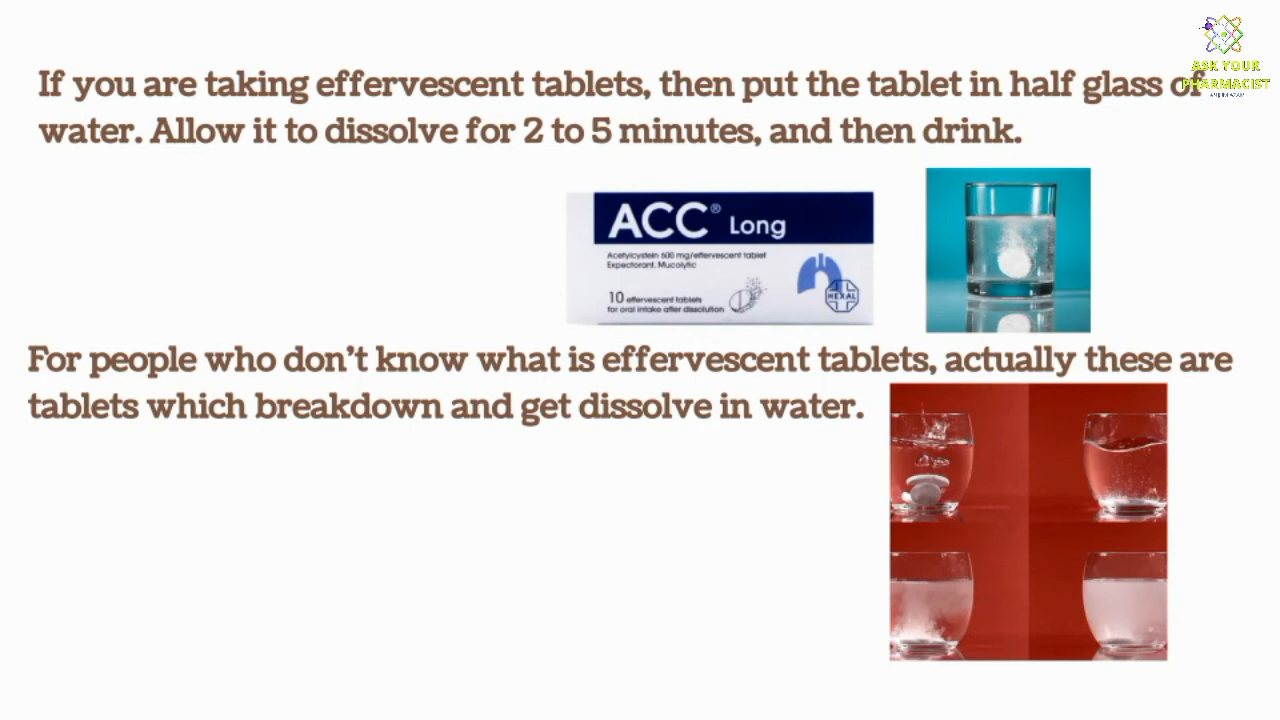 If you are taking effervescent tablets, then put the tablet in half glass of
water. Allow it to dissolve for 2 to 5 minutes, and then drink.
ASK YOUR
PHARMACIST
ACC® Long
Acetylcystein 600 mg/effervescent tablet
Expectorant. Mucolytic
10 effervescent tablets
for oral intake after dissolution
HEXAL
For people who don't know what is effervescent tablets, actually these are
tablets which breakdown and get dissolve in water.